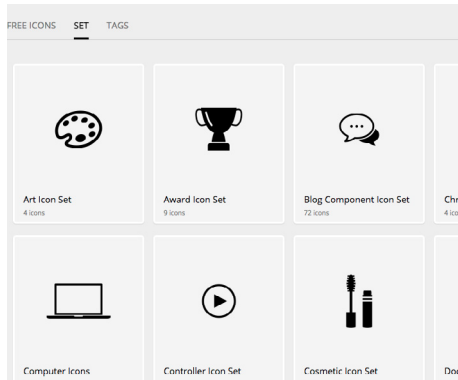 FREE ICONS SET TAGS
Art Icon Set
4 icons
Award Icon Set
9 icons
Blog Component Icon Set
72 icons
Computer Icons
Controller Icon Set
Cosmetic Icon Set